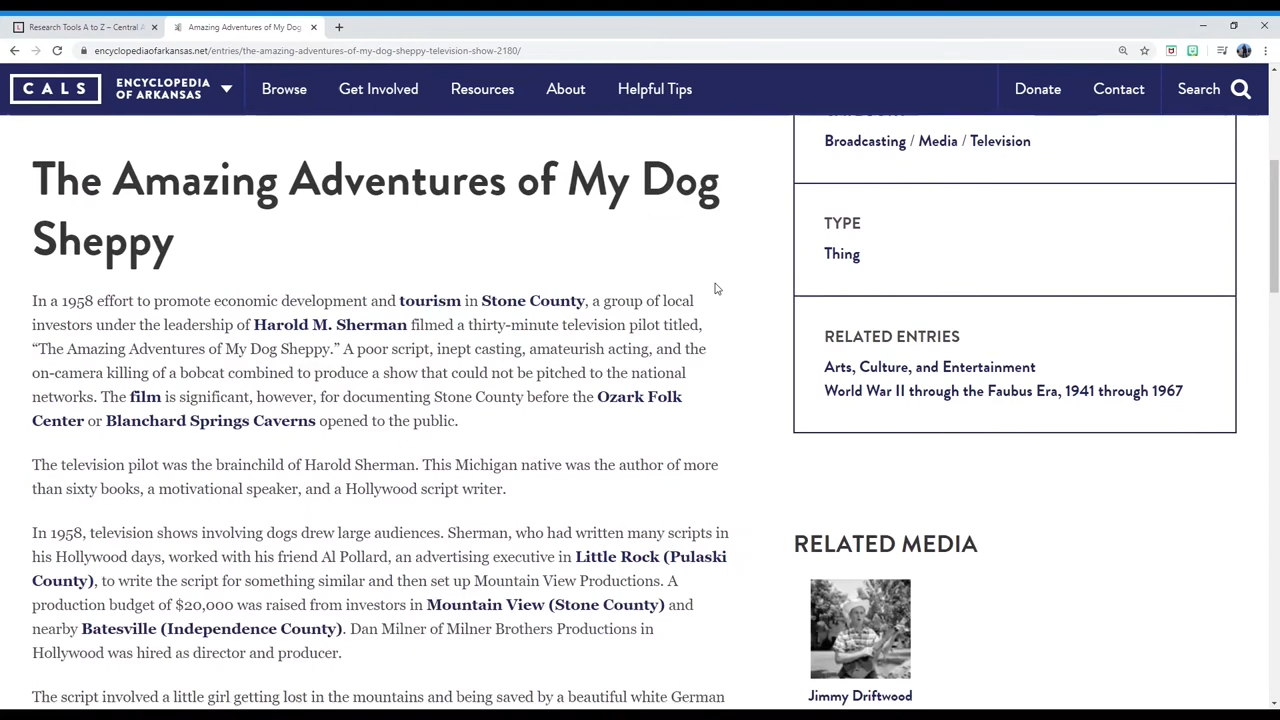 Research Tools A to Z – Central A
Amazing Adventures of My Dog
encyclopediaofarkansas.net/entries/the-amazing-adventures-of-my-dog-sheppy-television-show-2180/
CALS
ENCYCLOPEDIA
OF ARKANSAS
Browse
Get Involved
Resources
About
Helpful Tips
Donate
Contact
Search
The Amazing Adventures of My Dog
Sheppy
In a 1958 effort to promote economic development and tourism in Stone County, a group of local
investors under the leadership of Harold M. Sherman filmed a thirty-minute television pilot titled,
“The Amazing Adventures of My Dog Sheppy.” A poor script, inept casting, amateurish acting, and the
on-camera killing of a bobcat combined to produce a show that could not be pitched to the national
networks. The film is significant, however, for documenting Stone County before the Ozark Folk
Center or Blanchard Springs Caverns opened to the public.
The television pilot was the brainchild of Harold Sherman. This Michigan native was the author of more
than sixty books, a motivational speaker, and a Hollywood script writer.
In 1958, television shows involving dogs drew large audiences. Sherman, who had written many scripts in
his Hollywood days, worked with his friend Al Pollard, an advertising executive in Little Rock (Pulaski
County), to write the script for something similar and then set up Mountain View Productions. A
production budget of $20,000 was raised from investors in Mountain View (Stone County) and
nearby Batesville (Independence County). Dan Milner of Milner Brothers Productions in
Hollywood was hired as director and producer.
The script involved a little girl getting lost in the mountains and being saved by a beautiful white German
Broadcasting / Media / Television
TYPE
Thing
RELATED ENTRIES
Arts, Culture, and Entertainment
World War II through the Faubus Era, 1941 through 1967
RELATED MEDIA
Jimmy Driftwood